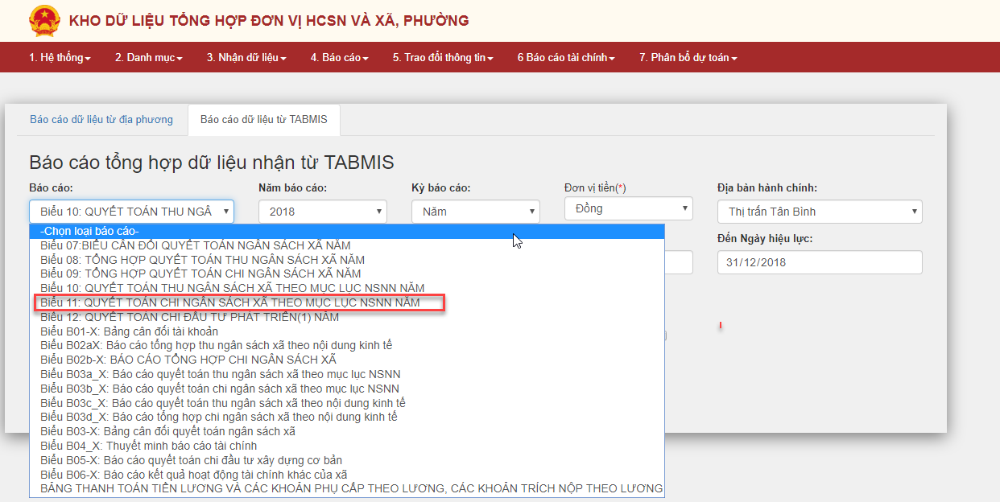 KHO DỮ LIỆU TỔNG HỢP ĐƠN VỊ HCSN VÀ XÃ, PHƯỜNG
1. Hệ thống 2. Danh mục 3. Nhận dữ liệu 4. Báo cáo 5. Trao đổi thông tin 6 Báo cáo tài chính 7. Phân bổ dự toán
Báo cáo dữ liệu từ địa phương Báo cáo dữ liệu từ TABMIS
Báo cáo tổng hợp dữ liệu nhận từ TABMIS
Báo cáo: Năm báo cáo: Kỳ báo cáo: Đơn vị tiền(*) Địa bàn hành chính:
Biểu 10: QUYẾT TOÁN THU NGÂ 2018 Năm Đồng Thị trấn Tân Bình
Đến Ngày hiệu lực:
31/12/2018
-Chọn loại báo cáo-
Biểu 07:BIỂU CÂN ĐỐI QUYẾT TOÁN NGÂN SÁCH XÃ NĂM
Biểu 08: TỔNG HỢP QUYẾT TOÁN THU NGÂN SÁCH XÃ NĂM
Biểu 09: TỔNG HỢP QUYẾT TOÁN CHI NGÂN SÁCH XÃ NĂM
Biểu 10: QUYẾT TOÁN THU NGÂN SÁCH XÃ THEO MỤC LỤC NSNN NĂM
Biểu 11: QUYẾT TOÁN CHI NGÂN SÁCH XÃ THEO MỤC LỤC NSNN NĂM
Biểu 12: QUYẾT TOÁN CHI ĐẦU TƯ PHÁT TRIỂN(1) NĂM
Biểu B01-X: Bảng cân đối tài khoản
Biểu B02aX: Báo cáo tổng hợp thu ngân sách xã theo nội dung kinh tế
Biểu B02b-X: BÁO CÁO TỔNG HỢP CHI NGÂN SÁCH XÃ
Biểu B03a_X: Báo cáo quyết toán thu ngân sách xã theo mục lục NSNN
Biểu B03b_X: Báo cáo quyết toán chi ngân sách xã theo mục lục NSNN
Biểu B03c_X: Báo cáo quyết toán thu ngân sách xã theo nội dung kinh tế
Biểu B03d_X: Báo cáo tổng hợp chi ngân sách xã theo nội dung kinh tế
Biểu B03-X: Bảng cân đối quyết toán ngân sách xã
Biểu B04_X: Thuyết minh báo cáo tài chính
Biểu B05-X: Báo cáo quyết toán chi đầu tư xây dựng cơ bản
Biểu B06-X: Báo cáo kết quả hoạt động tài chính khác của xã
BẢNG THANH TOÁN TIỀN LƯƠNG VÀ CÁC KHOẢN PHỤ CẤP THEO LƯƠNG, CÁC KHOẢN TRÍCH NỘP THEO LƯƠNG